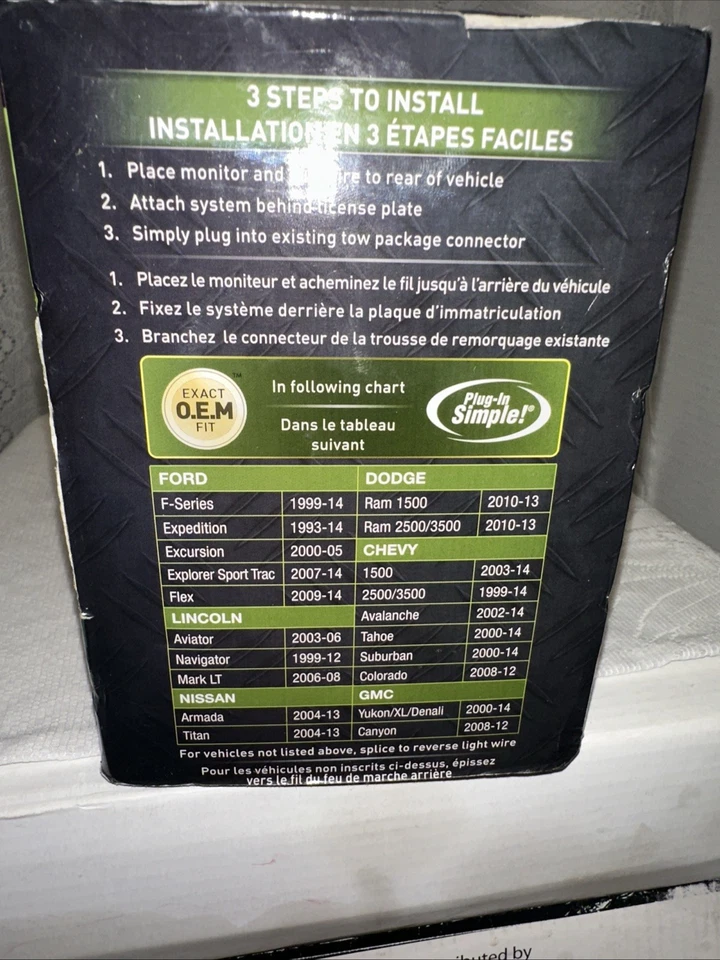 3 STEPS TO INSTALL
INSTALLATION EN 3 ÉTAPES FACILES
1. Place monitor and wire to rear of vehicle
2. Attach system behind license plate
3. Simply plug into existing tow package connector
1. Placez le moniteur et acheminez le fil jusqu'à l'arrière du véhicule
2. Fixez le système derrière la plaque d'immatriculation
3. Branchez le connecteur de la trousse de remorquage existante
EXACT
O.E.M
FIT
™
In following chart
Dans le tableau
suivant
Plug-In
Simple!®
FORD
F-Series 1999-14
Expedition 1993-14
Excursion 2000-05
Explorer Sport Trac 2007-14
Flex 2009-14
LINCOLN
Aviator 2003-06
Navigator 1999-12
Mark LT 2006-08
NISSAN
Armada 2004-13
Titan 2004-13
DODGE
Ram 1500 2010-13
Ram 2500/3500 2010-13
CHEVY
1500 2003-14
2500/3500 1999-14
Avalanche 2002-14
Tahoe 2000-14
Suburban 2000-14
Colorado 2008-12
GMC
Yukon/XL/Denali 2000-14
Canyon 2008-12
For vehicles not listed above, splice to reverse light wire
Pour les véhicules non inscrits ci-dessus, épissez
vers le fil du feu de marche arrière
by